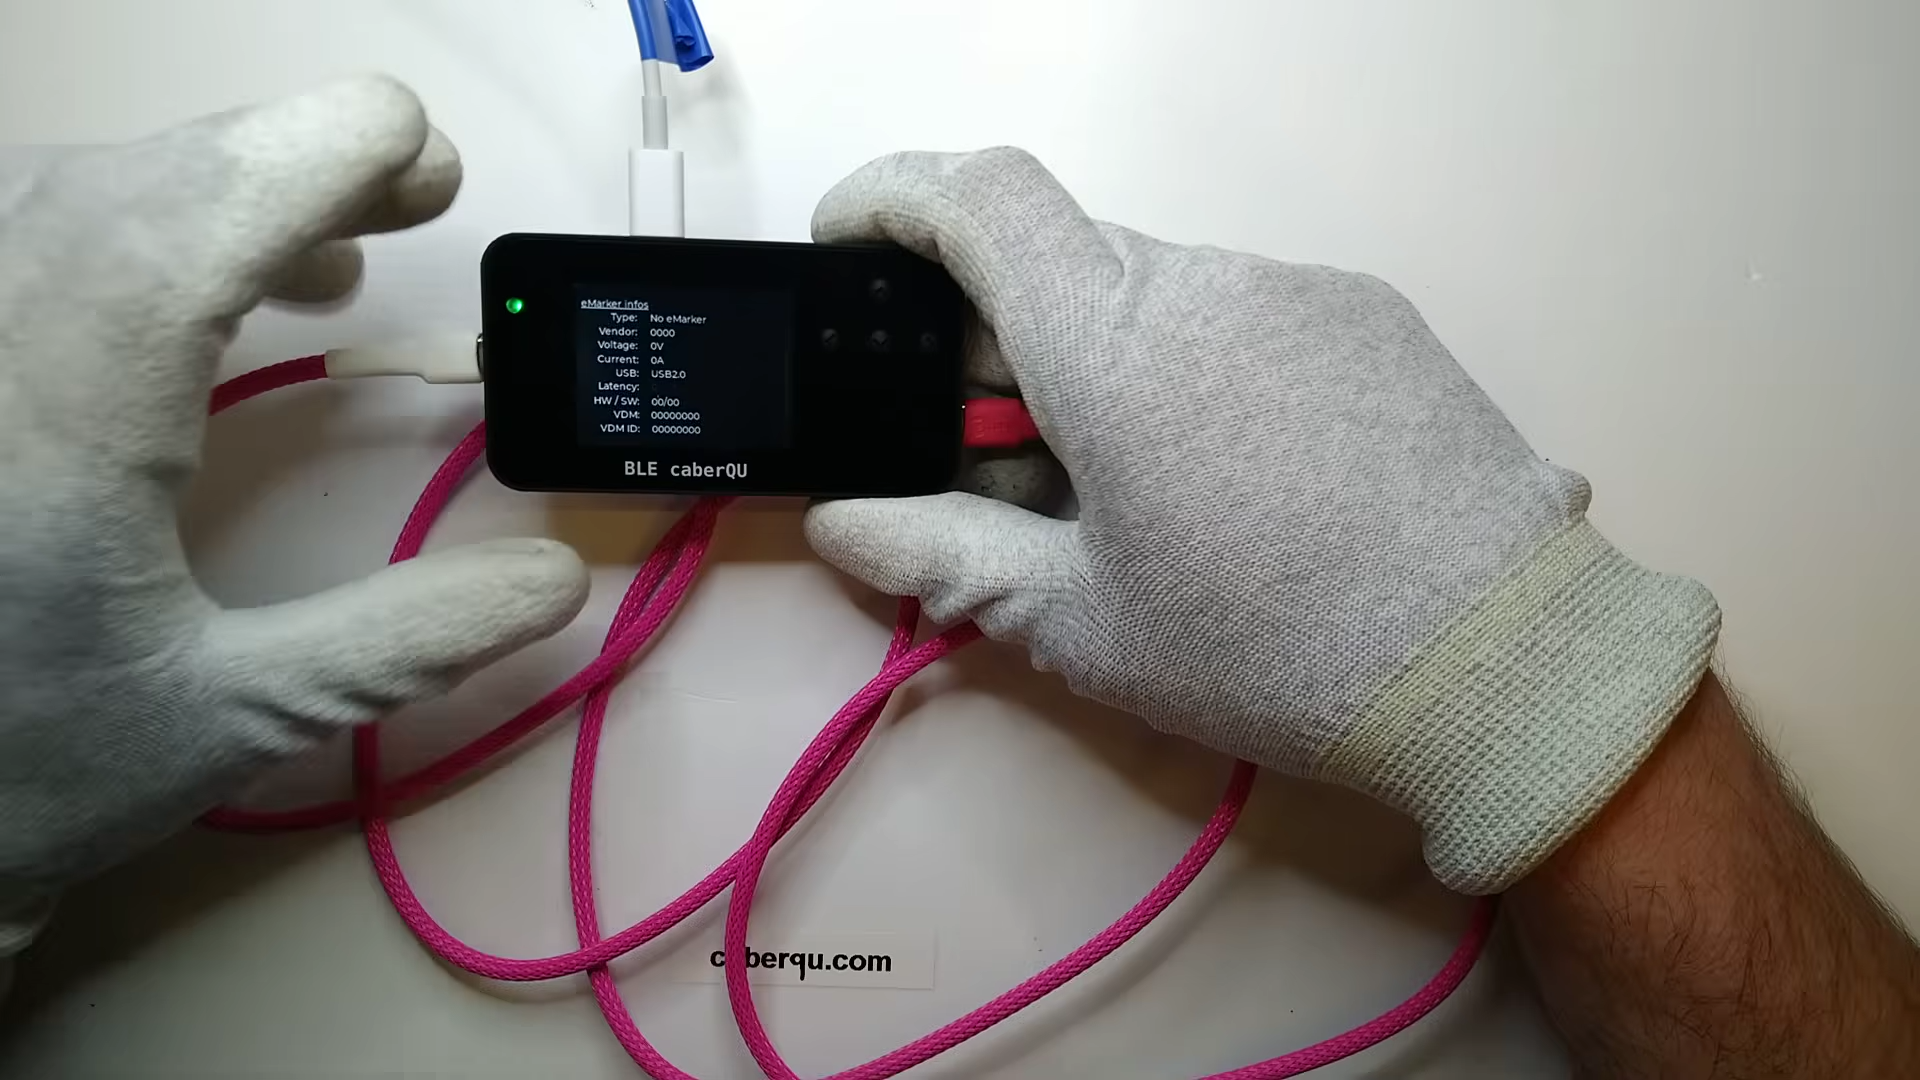 eMarker infos
Type: No eMarker
Vendor: 0000
Voltage: 0V
Current: 0A
USB: USB2.0
Latency:
HW / SW: 00/00
VDM: 00000000
VDM ID: 00000000
BLE caberQU
c berqu.com